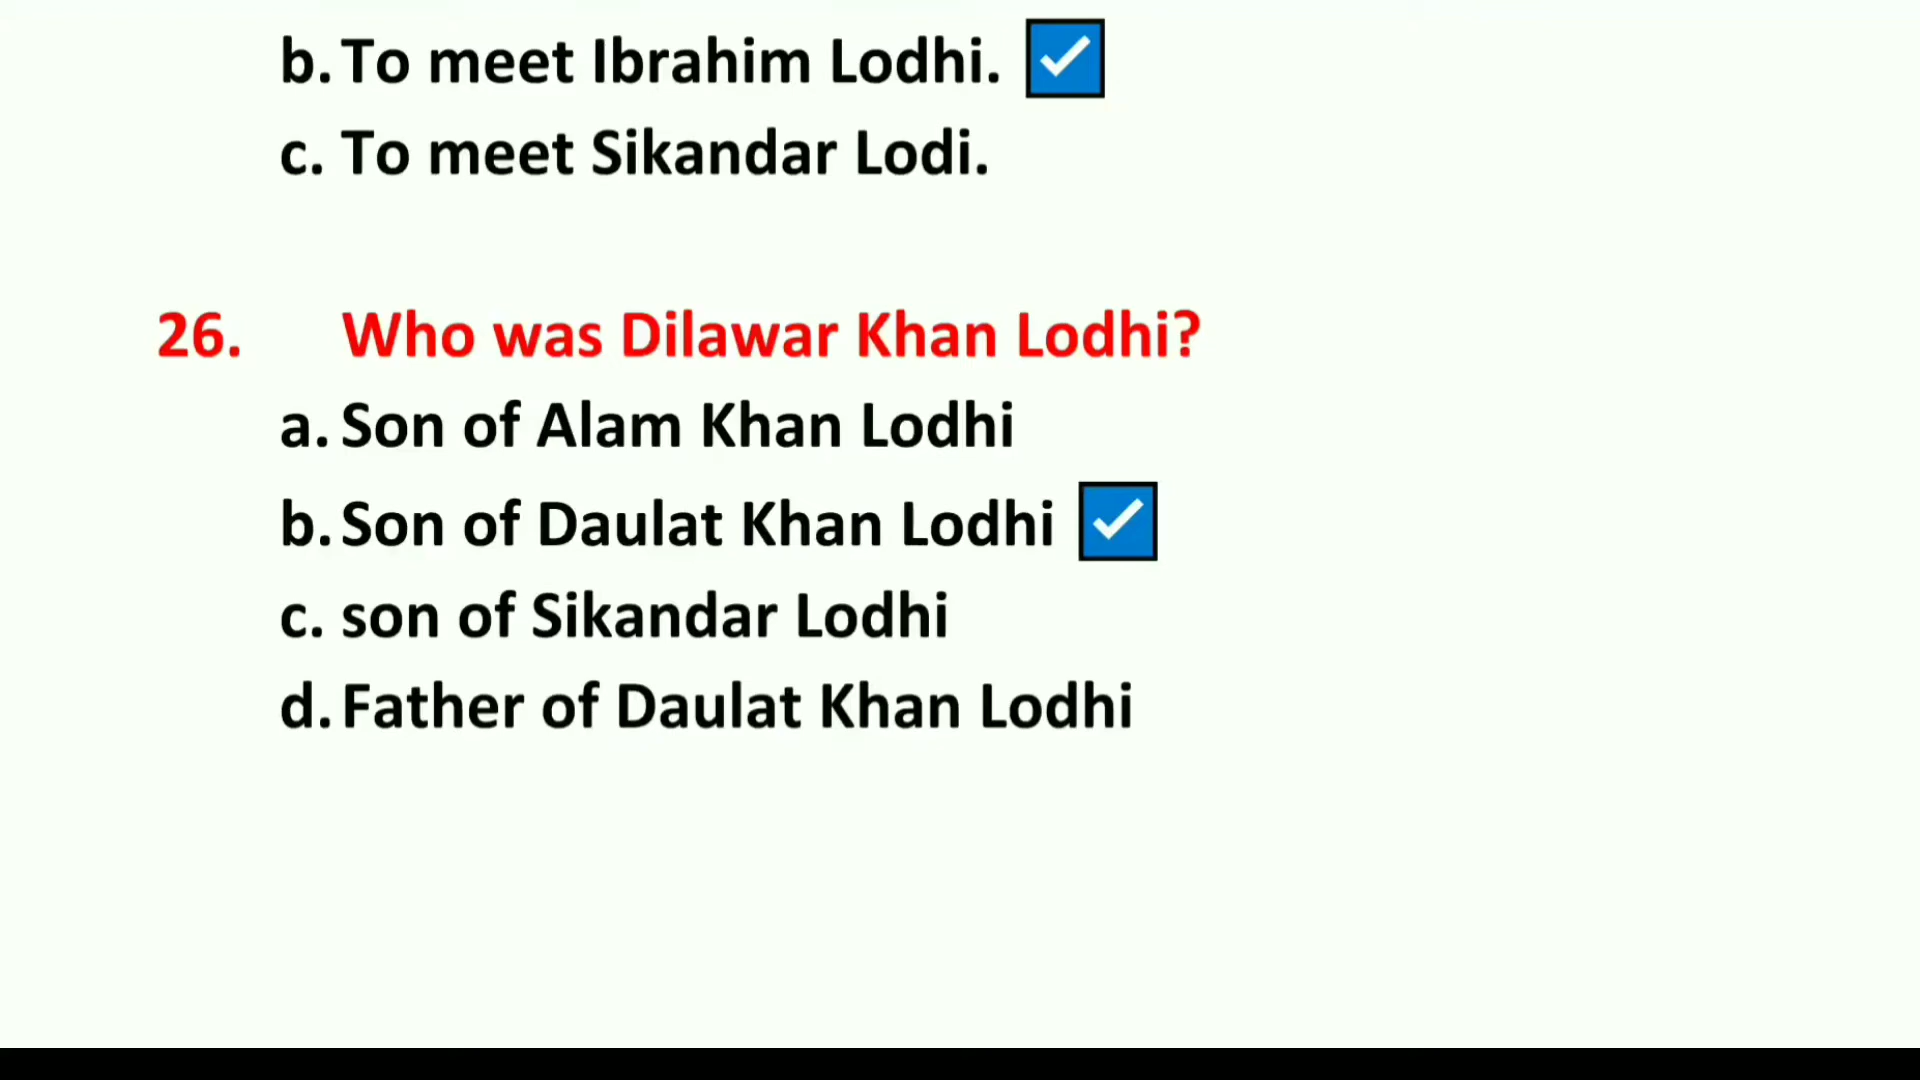 b. To meet Ibrahim Lodhi. ✓
c. To meet Sikandar Lodi.
26. Who was Dilawar Khan Lodhi?
a. Son of Alam Khan Lodhi
b. Son of Daulat Khan Lodhi ✓
c. son of Sikandar Lodhi
d. Father of Daulat Khan Lodhi